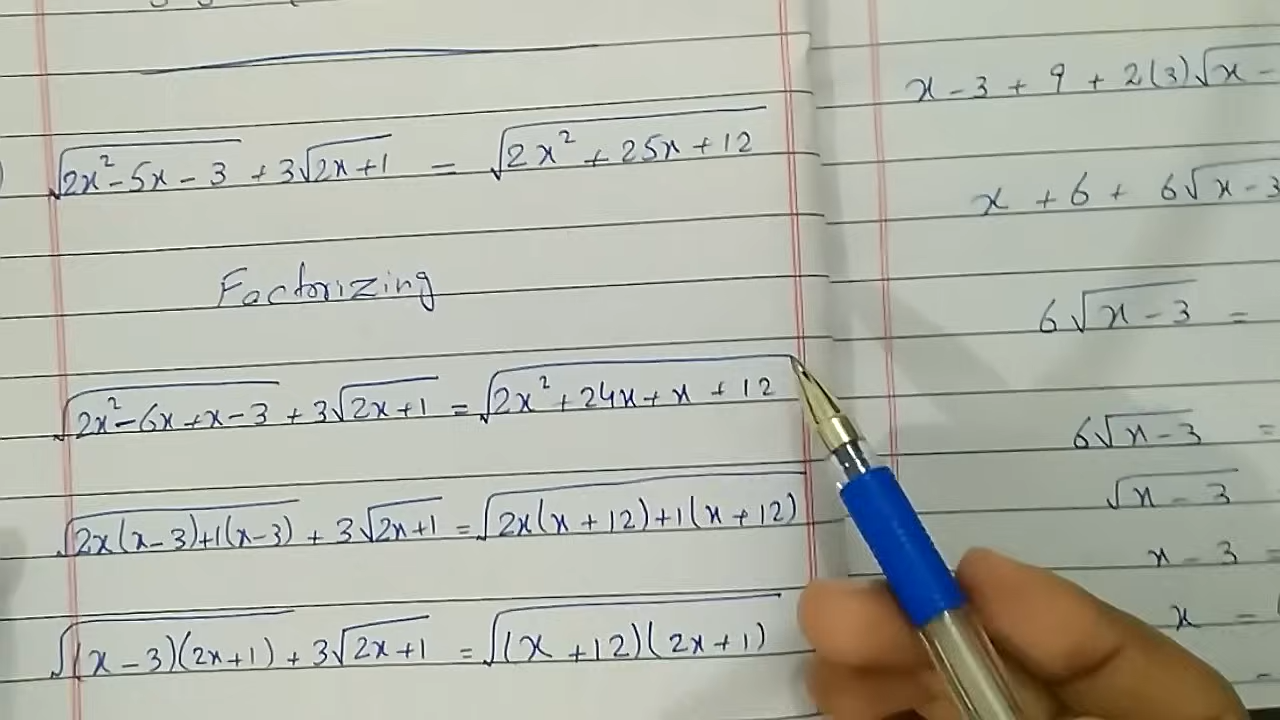 √(2x² - 5x - 3) + 3√(2x+1) = √(2x² + 25x + 12)
Factorizing
√(2x² - 6x + x - 3) + 3√(2x+1) = √(2x² + 24x + x + 12)
√(2x(x-3)+1(x-3)) + 3√(2x+1) = √(2x(x+12)+1(x+12))
√((x-3)(2x+1)) + 3√(2x+1) = √((x+12)(2x+1))
x - 3 + 9 + 2(3)√(x -
x + 6 + 6√(x - 3
6√(x - 3) =
6√(x - 3) =
√(x - 3)
x - 3 =
x =